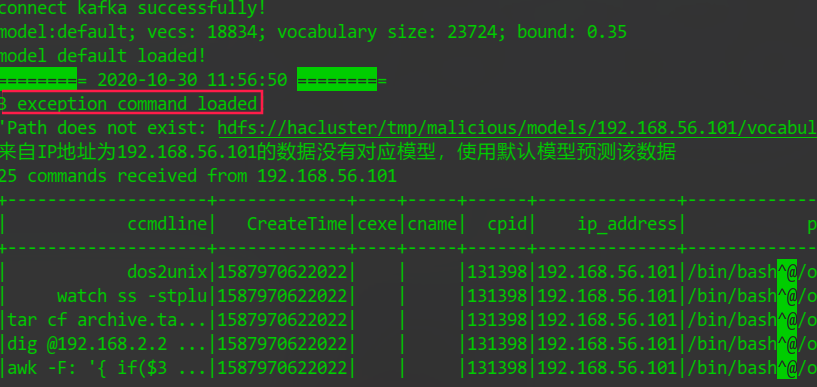 connect kafka successfully!
model:default; vecs: 18834; vocabulary size: 23724; bound: 0.35
model default loaded!
========= 2020-10-30 11:56:50 =========
3 exception command loaded
'Path does not exist: hdfs://hacluster/tmp/malicious/models/192.168.56.101/vocabul
来自IP地址为192.168.56.101的数据没有对应模型，使用默认模型预测该数据
25 commands received from 192.168.56.101
+--------------------+-------------+----+-----+------+--------------+-----------
|             ccmdline|   CreateTime|cexe|cname|  cpid|    ip_address|          p
+--------------------+-------------+----+-----+------+--------------+-----------
|             dos2unix|1587970622022|    |     |131398|192.168.56.101|/bin/bash^@/o
|      watch ss -stplu|1587970622022|    |     |131398|192.168.56.101|/bin/bash^@/o
|tar cf archive.ta...|1587970622022|    |     |131398|192.168.56.101|/bin/bash^@/o
|dig @192.168.2.2 ...|1587970622022|    |     |131398|192.168.56.101|/bin/bash^@/o
|awk -F: '{ if($3 ...|1587970622022|    |     |131398|192.168.56.101|/bin/bash^@/o